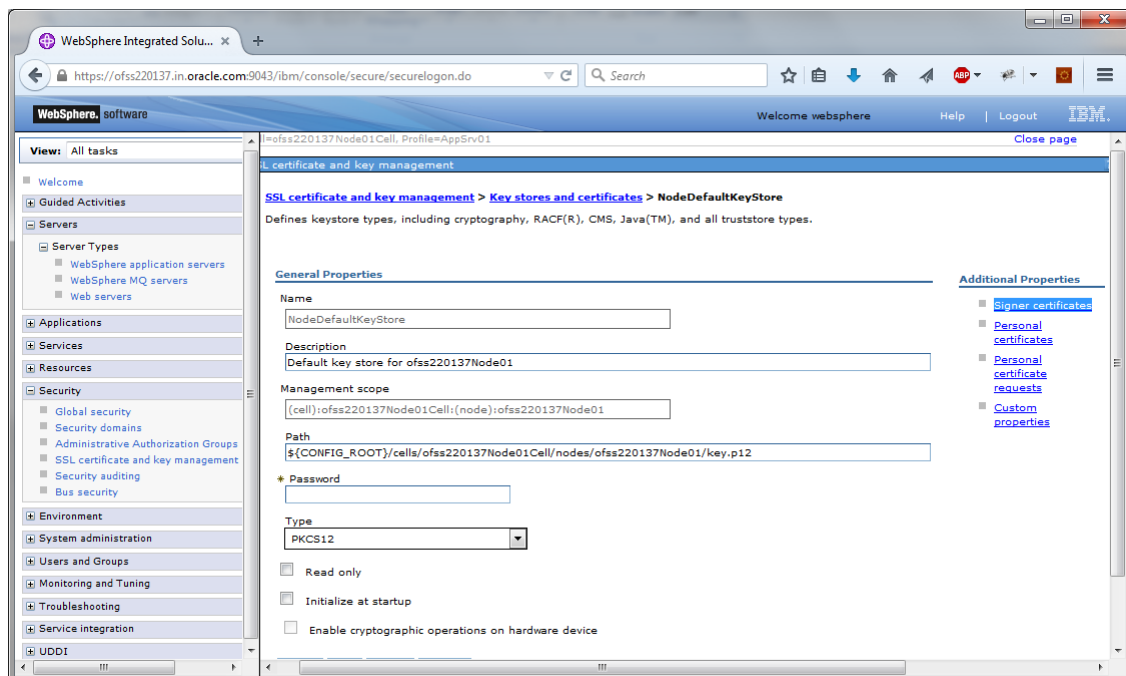 WebSphere Integrated Solu... ×
https://ofss220137.in.oracle.com:9043/ibm/console/secure/securelogon.do
Search
ABP
WebSphere. software
Welcome websphere
Help | Logout
IBM.
View: All tasks
Welcome
Guided Activities
Servers
Server Types
WebSphere application servers
WebSphere MQ servers
Web servers
Applications
Services
Resources
Security
Global security
Security domains
Administrative Authorization Groups
SSL certificate and key management
Security auditing
Bus security
Environment
System administration
Users and Groups
Monitoring and Tuning
Troubleshooting
Service integration
UDDI
l=ofss220137Node01Cell, Profile=AppSrv01
Close page
SL certificate and key management
SSL certificate and key management > Key stores and certificates > NodeDefaultKeyStore
Defines keystore types, including cryptography, RACF(R), CMS, Java(TM), and all truststore types.
General Properties
Name
NodeDefaultKeyStore
Description
Default key store for ofss220137Node01
Management scope
(cell):ofss220137Node01Cell:(node):ofss220137Node01
Path
${CONFIG_ROOT}/cells/ofss220137Node01Cell/nodes/ofss220137Node01/key.p12
* Password
Type
PKCS12
Read only
Initialize at startup
Enable cryptographic operations on hardware device
Additional Properties
Signer certificates
Personal
certificates
Personal
certificate
requests
Custom
properties